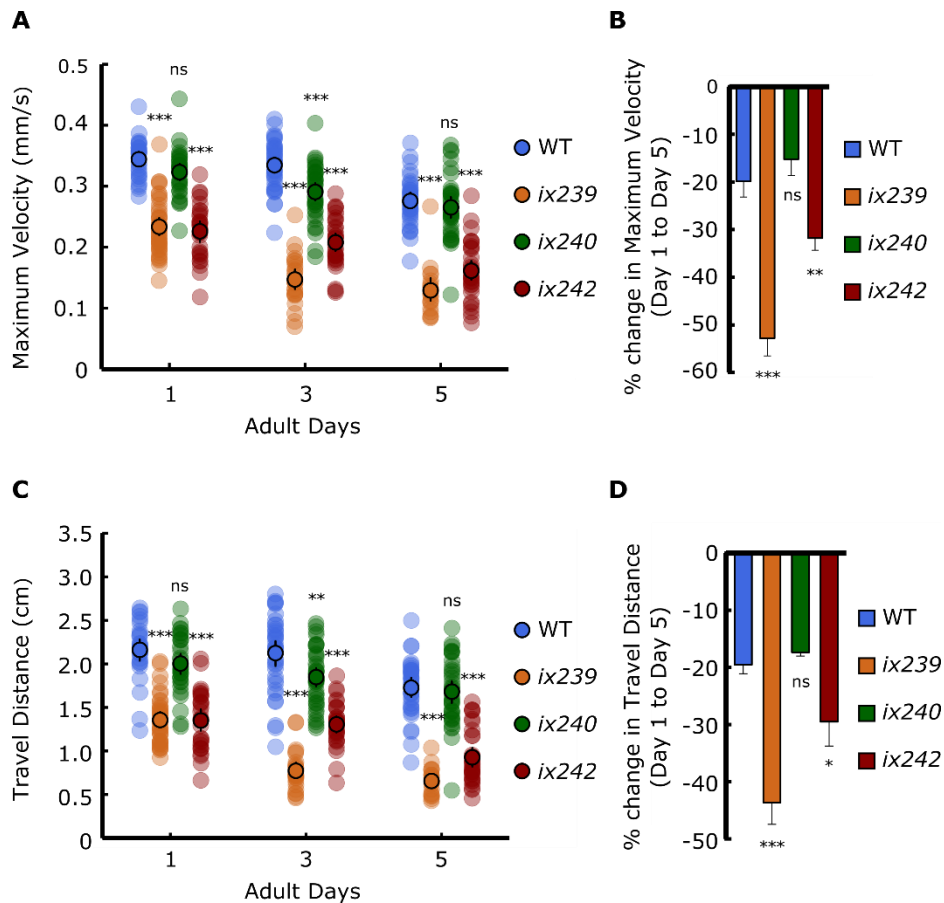 A
Maximum Velocity (mm/s)
0.5
0.4
0.3
0.2
0.1
0
ns
***
***
***
***
***
ns
***
***
1
3
5
Adult Days
WT
ix239
ix240
ix242
B
% change in Maximum Velocity
(Day 1 to Day 5)
0
-10
-20
-30
-40
-50
-60
ns
**
***
WT
ix239
ix240
ix242
C
Travel Distance (cm)
3.5
3.0
2.5
2.0
1.5
1.0
0.5
0
ns
*** ***
**
***
***
ns
***
***
1
3
5
Adult Days
WT
ix239
ix240
ix242
D
% change in Travel Distance
(Day 1 to Day 5)
0
-10
-20
-30
-40
-50
ns
*
***
WT
ix239
ix240
ix242